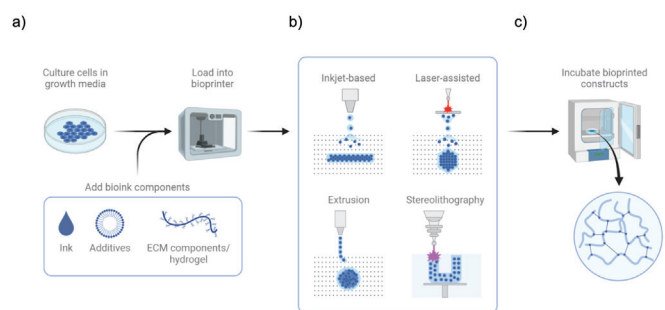 a)
b)
c)
Culture cells in
growth media
Load into
bioprinter
Add bioink components
Ink
Additives
ECM components/
hydrogel
Inkjet-based
Laser-assisted
Extrusion
Stereolithography
Incubate bioprinted
constructs